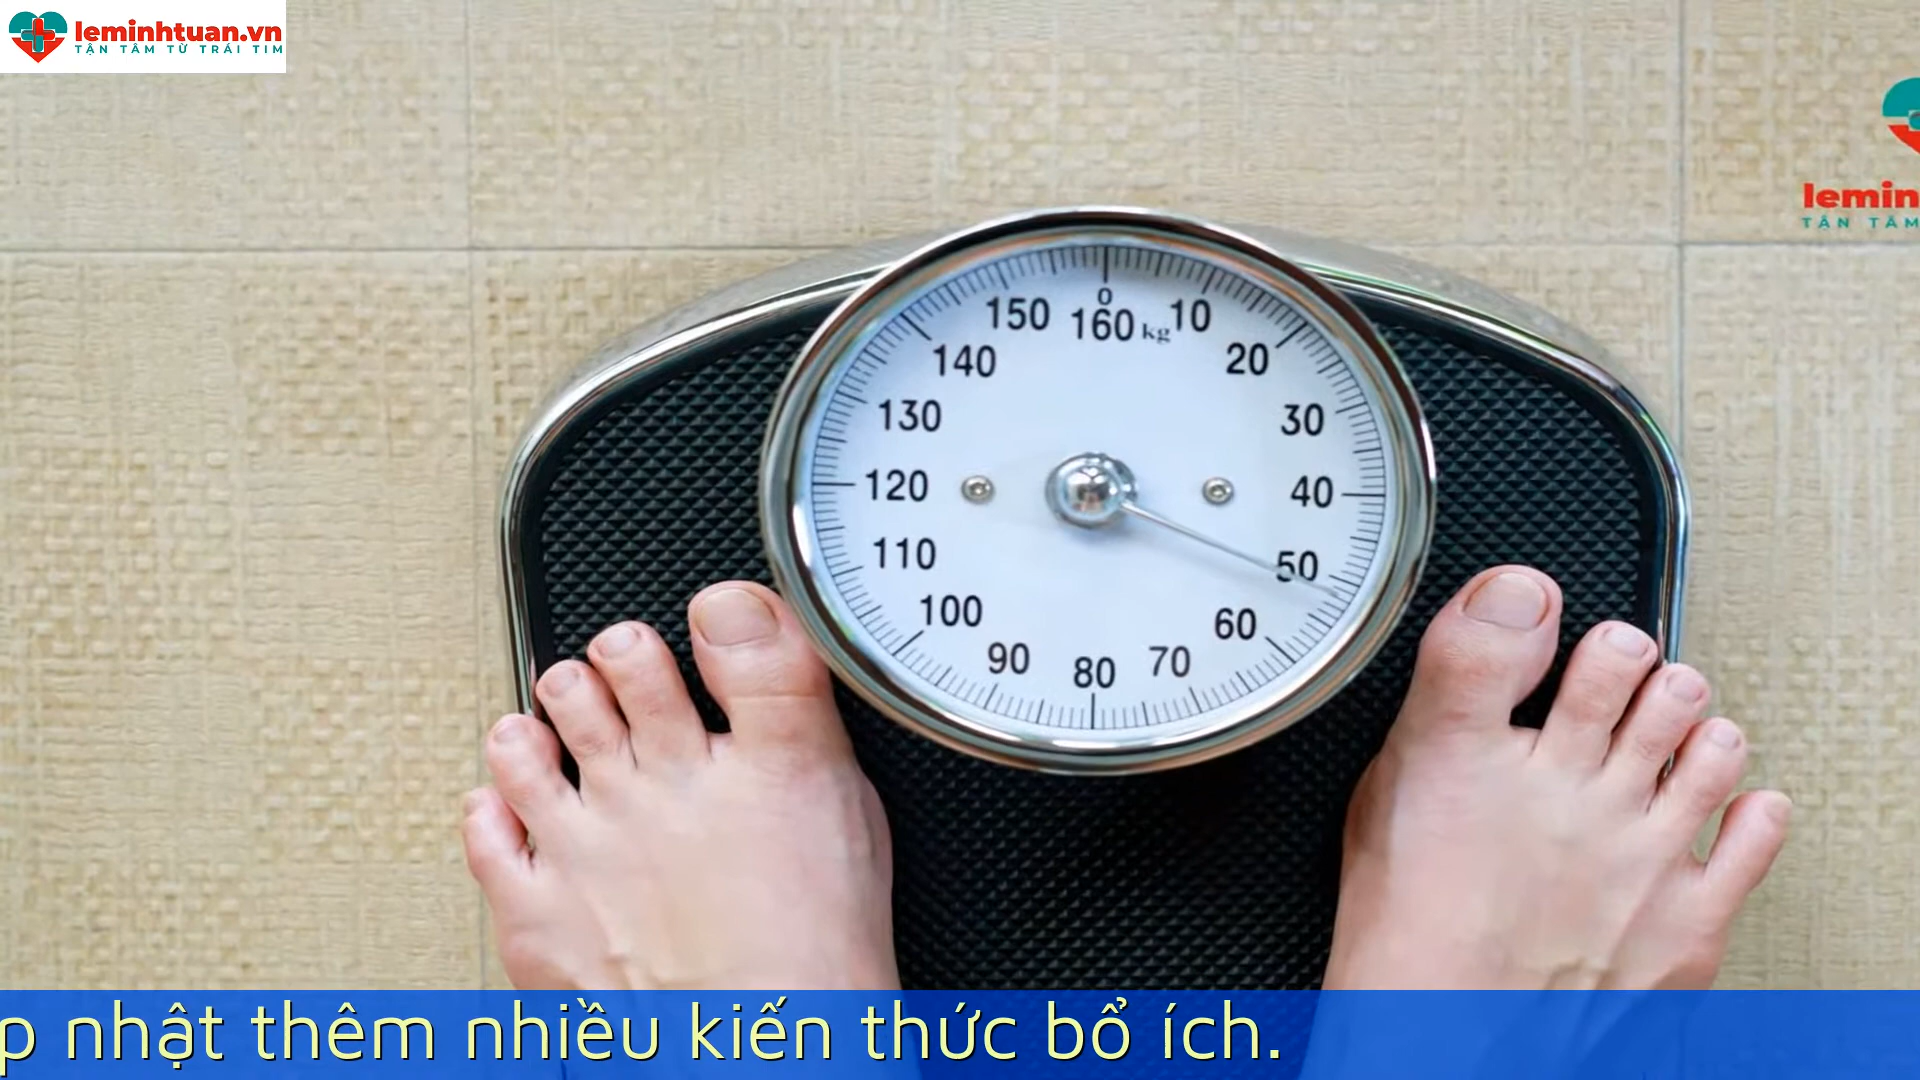 leminhtuan.vn
TẬN TÂM TỪ TRÁI TIM
lemin
TẬN TÂM
0
150 160 kg 10
140 20
130 30
120 40
110 50
100 60
90 80 70
p nhật thêm nhiều kiến thức bổ ích.